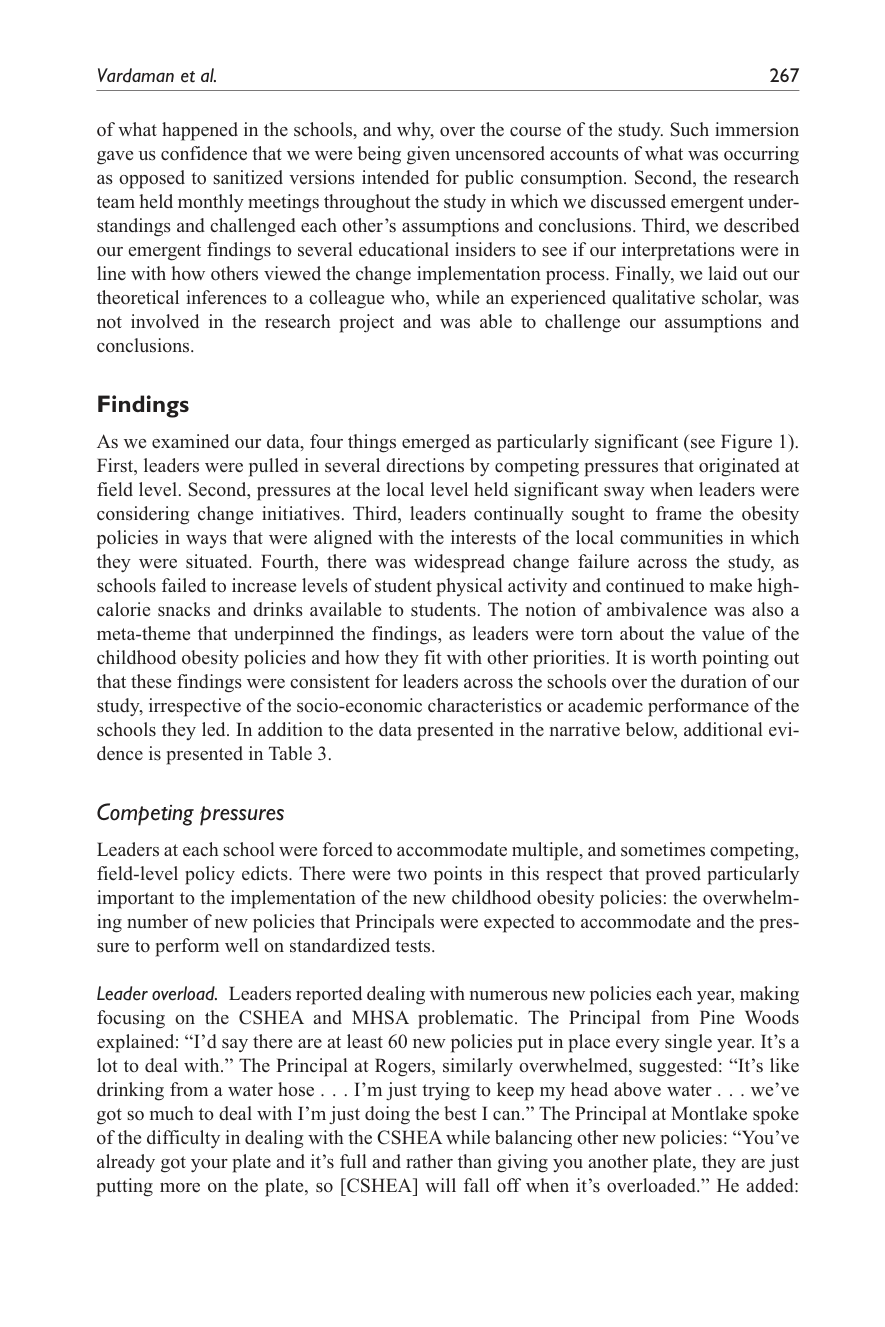 Vardaman et al. 267
of what happened in the schools, and why, over the course of the study. Such immersion
gave us confidence that we were being given uncensored accounts of what was occurring
as opposed to sanitized versions intended for public consumption. Second, the research
team held monthly meetings throughout the study in which we discussed emergent under-
standings and challenged each other’s assumptions and conclusions. Third, we described
our emergent findings to several educational insiders to see if our interpretations were in
line with how others viewed the change implementation process. Finally, we laid out our
theoretical inferences to a colleague who, while an experienced qualitative scholar, was
not involved in the research project and was able to challenge our assumptions and
conclusions.
Findings
As we examined our data, four things emerged as particularly significant (see Figure 1).
First, leaders were pulled in several directions by competing pressures that originated at
field level. Second, pressures at the local level held significant sway when leaders were
considering change initiatives. Third, leaders continually sought to frame the obesity
policies in ways that were aligned with the interests of the local communities in which
they were situated. Fourth, there was widespread change failure across the study, as
schools failed to increase levels of student physical activity and continued to make high-
calorie snacks and drinks available to students. The notion of ambivalence was also a
meta-theme that underpinned the findings, as leaders were torn about the value of the
childhood obesity policies and how they fit with other priorities. It is worth pointing out
that these findings were consistent for leaders across the schools over the duration of our
study, irrespective of the socio-economic characteristics or academic performance of the
schools they led. In addition to the data presented in the narrative below, additional evi-
dence is presented in Table 3.
Competing pressures
Leaders at each school were forced to accommodate multiple, and sometimes competing,
field-level policy edicts. There were two points in this respect that proved particularly
important to the implementation of the new childhood obesity policies: the overwhelm-
ing number of new policies that Principals were expected to accommodate and the pres-
sure to perform well on standardized tests.
Leader overload. Leaders reported dealing with numerous new policies each year, making
focusing on the CSHEA and MHSA problematic. The Principal from Pine Woods
explained: “I’d say there are at least 60 new policies put in place every single year. It’s a
lot to deal with.” The Principal at Rogers, similarly overwhelmed, suggested: “It’s like
drinking from a water hose . . . I’m just trying to keep my head above water . . . we’ve
got so much to deal with I’m just doing the best I can.” The Principal at Montlake spoke
of the difficulty in dealing with the CSHEA while balancing other new policies: “You’ve
already got your plate and it’s full and rather than giving you another plate, they are just
putting more on the plate, so [CSHEA] will fall off when it’s overloaded.” He added: